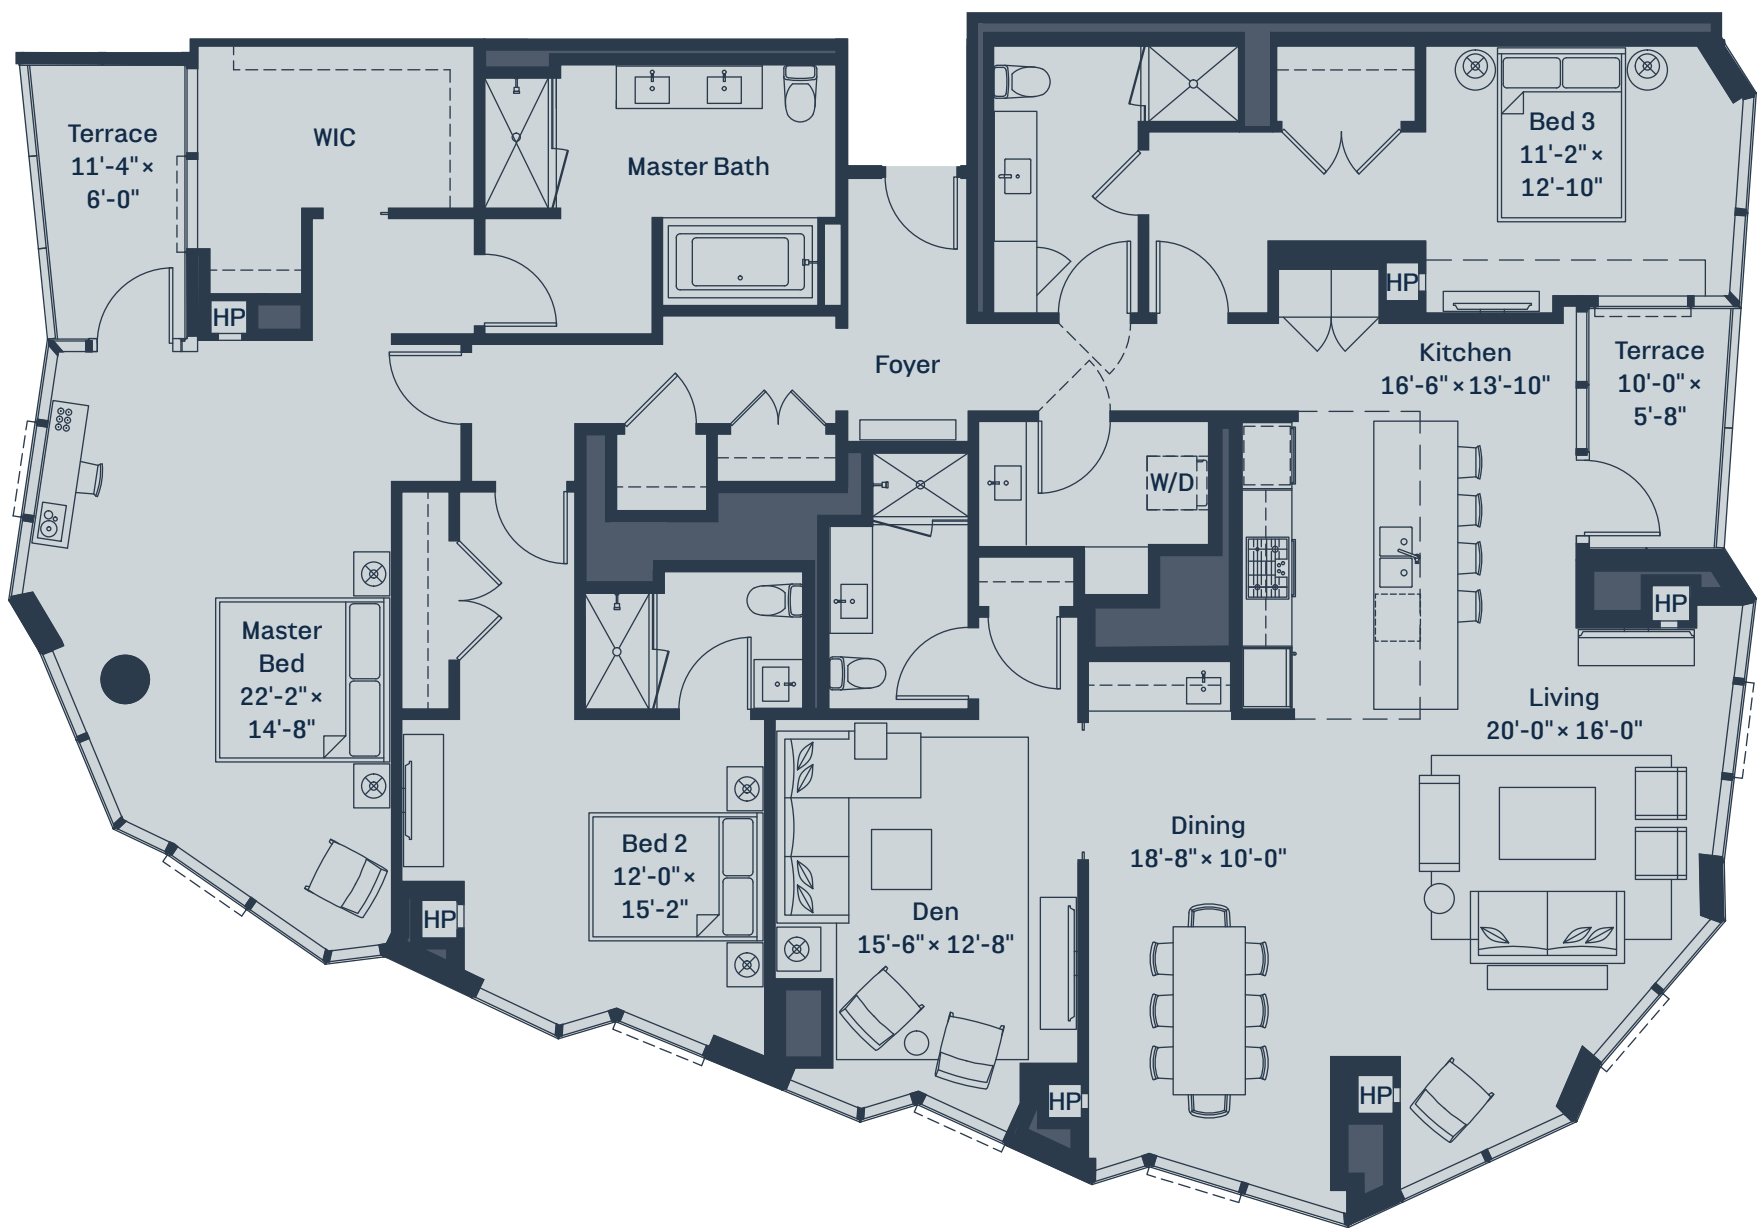 Terrace
11'-4" ×
6'-0"
WIC
Master Bath
Bed 3
11'-2" ×
12'-10"
HP
HP
Foyer
Kitchen
16'-6" × 13'-10"
Terrace
10'-0" ×
5'-8"
W/D
HP
Master
Bed
22'-2" ×
14'-8"
Living
20'-0" × 16'-0"
Bed 2
12'-0" ×
15'-2"
Dining
18'-8" × 10'-0"
HP
Den
15'-6" × 12'-8"
HP
HP